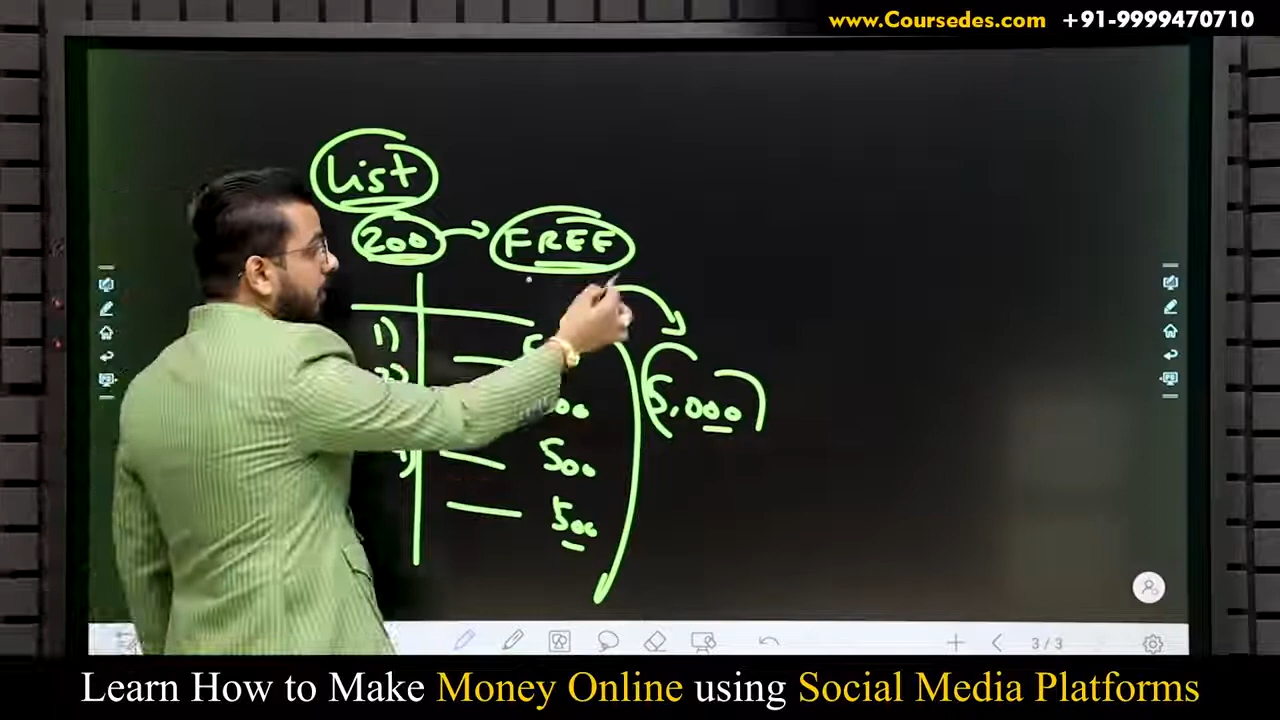 www.Coursedes.com +91-9999470710
List
200 → FREE
1)
500
500
5,000
3/3
Learn How to Make Money Online using Social Media Platforms